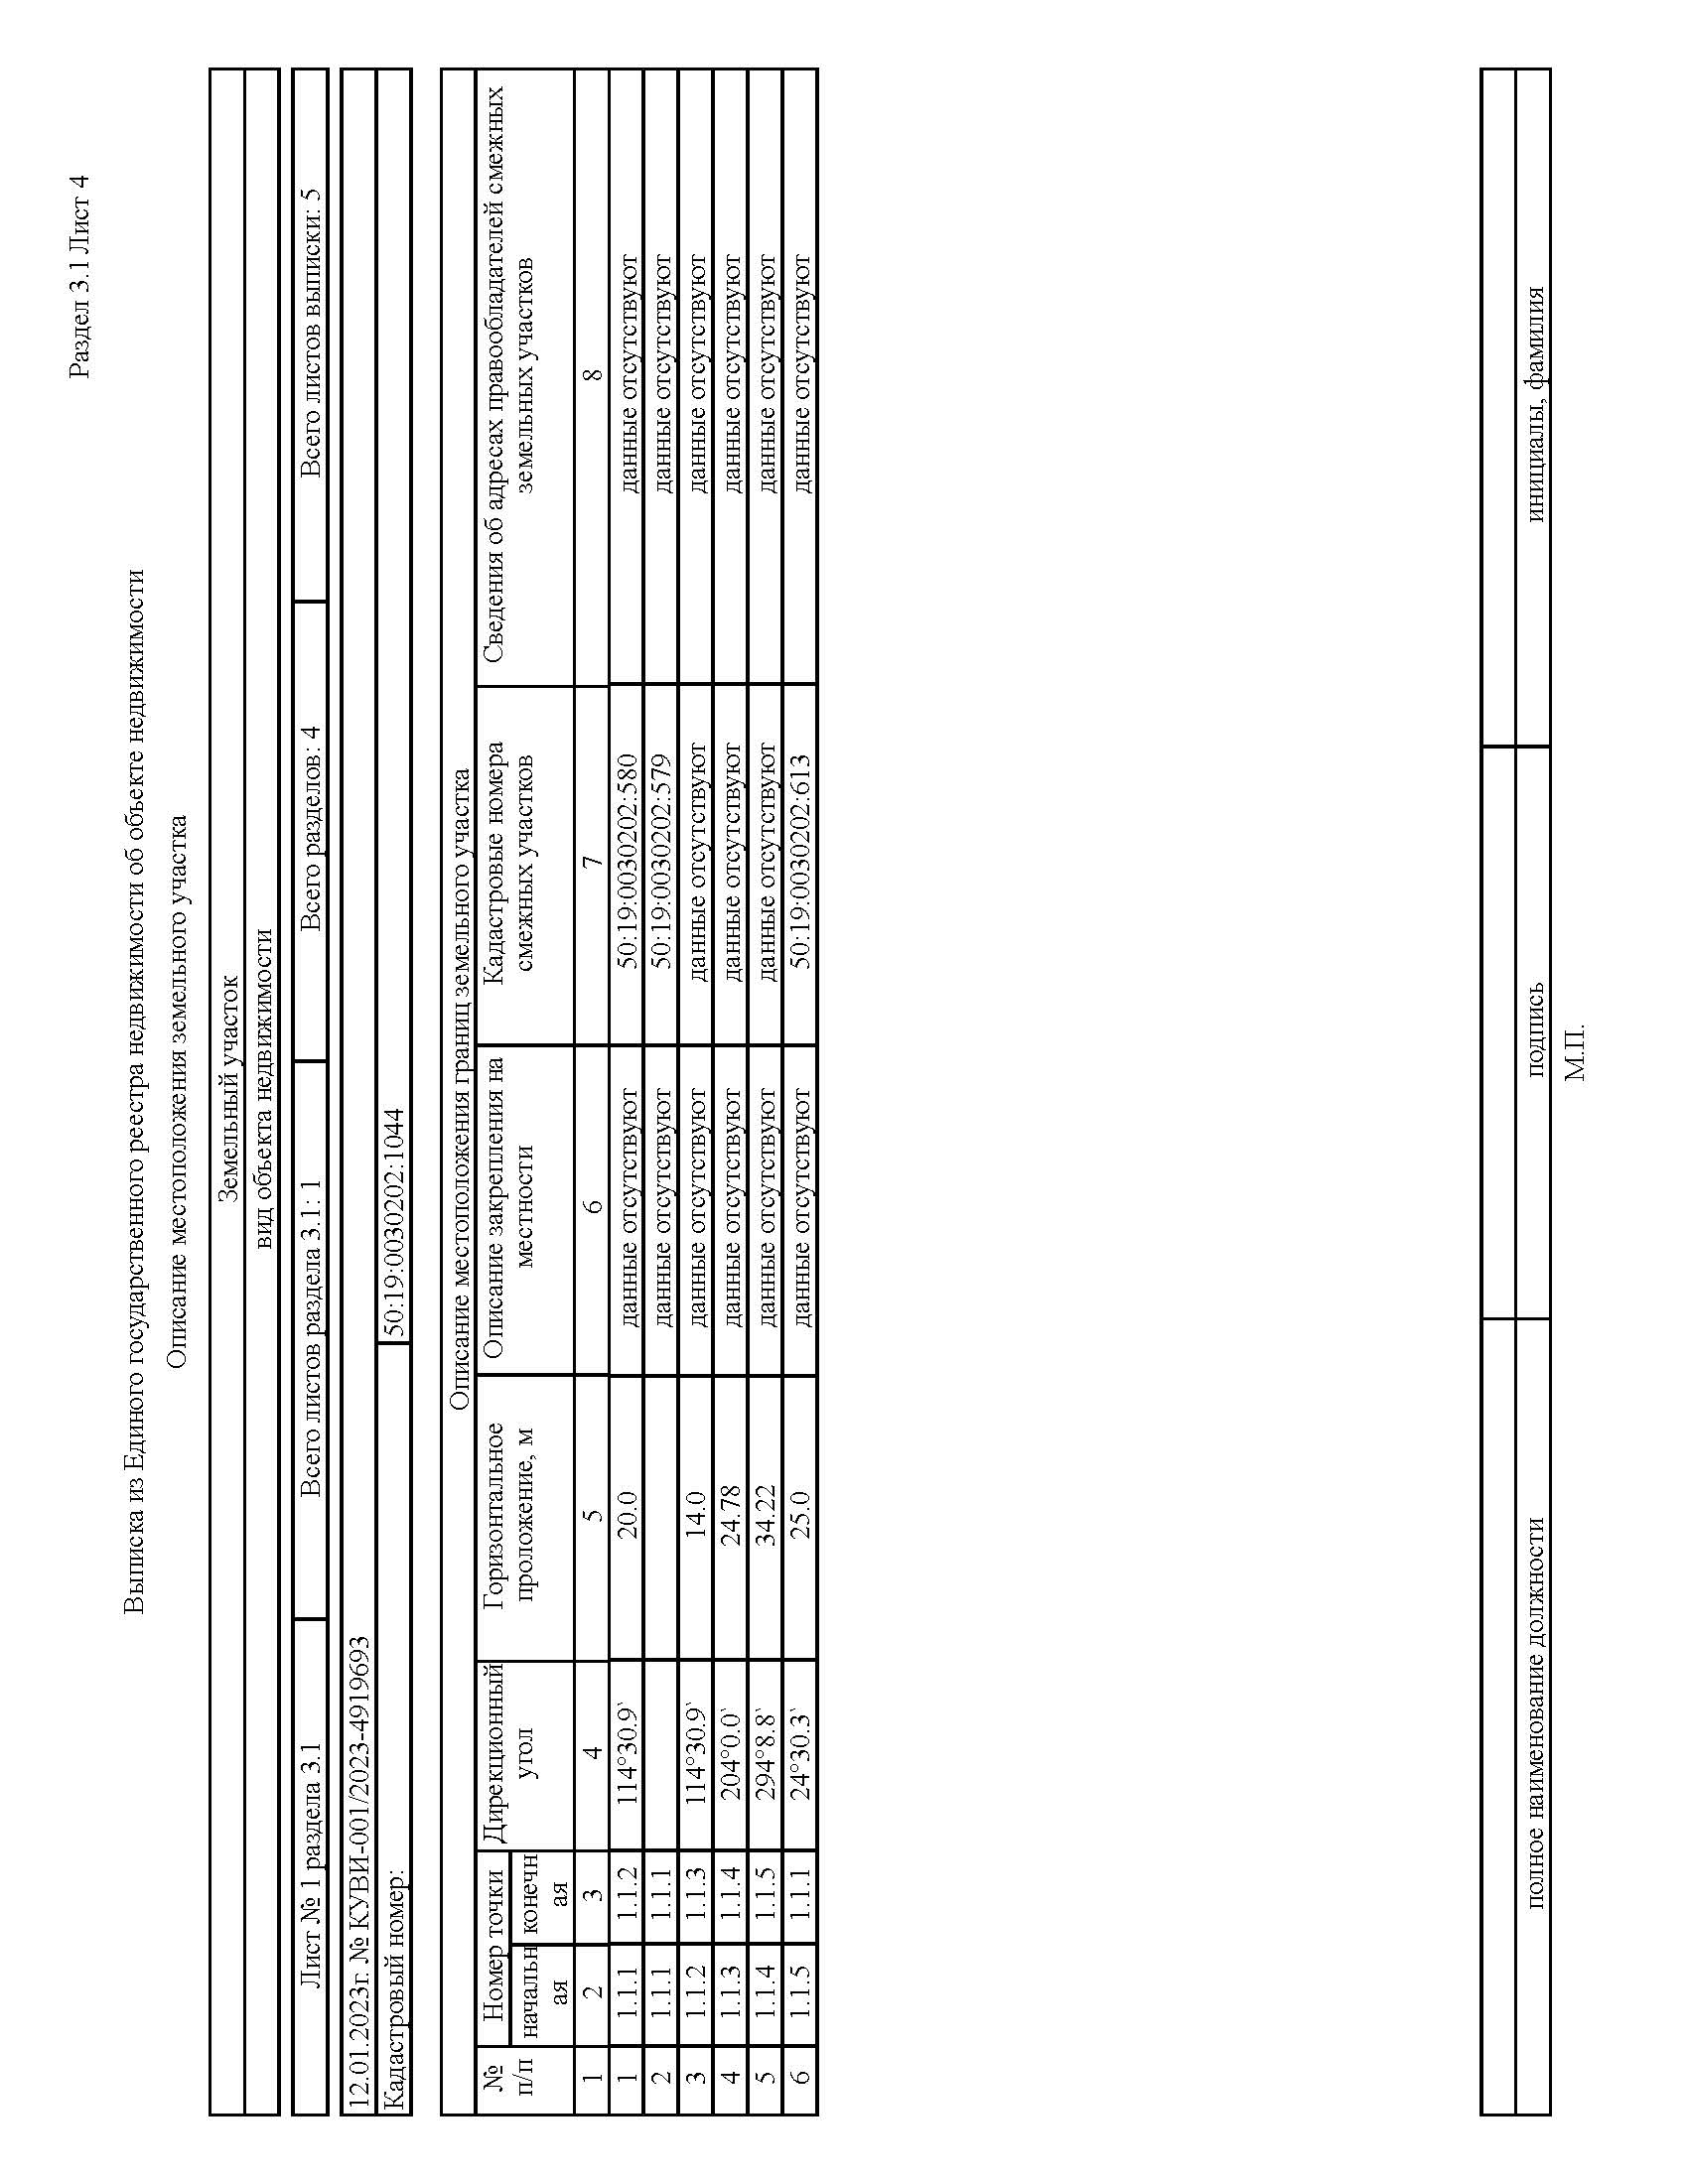 Раздел 3.1 Лист 4
Выписка из Единого государственного реестра недвижимости об объекте недвижимости
Описание местоположения земельного участка
Земельный участок
вид объекта недвижимости
Лист № 1 раздела 3.1 Всего листов раздела 3.1: 1 Всего разделов: 4 Всего листов выписки: 5
12.01.2023г. № КУВИ-001/2023-4919693
Кадастровый номер: 50:19:0030202:1044
Описание местоположения границ земельного участка
№ Номер точки Дирекционный Горизонтальное Описание закрепления на Кадастровые номера Сведения об адресах правообладателей смежных
п/п начальн конечн угол проложение, м местности смежных участков земельных участков
ая ая
1 2 3 4 5 6 7 8
1 1.1.1 1.1.2 114°30.9` 20.0 данные отсутствуют 50:19:0030202:580 данные отсутствуют
2 1.1.1 1.1.1 данные отсутствуют 50:19:0030202:579 данные отсутствуют
3 1.1.2 1.1.3 114°30.9` 14.0 данные отсутствуют данные отсутствуют данные отсутствуют
4 1.1.3 1.1.4 204°0.0` 24.78 данные отсутствуют данные отсутствуют данные отсутствуют
5 1.1.4 1.1.5 294°8.8` 34.22 данные отсутствуют данные отсутствуют данные отсутствуют
6 1.1.5 1.1.1 24°30.3` 25.0 данные отсутствуют 50:19:0030202:613 данные отсутствуют
полное наименование должности подпись инициалы, фамилия
М.П.